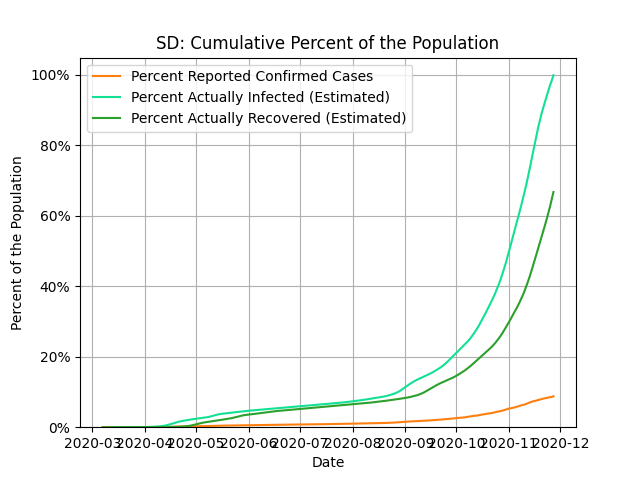 SD: Cumulative Percent of the Population
Percent Reported Confirmed Cases
Percent Actually Infected (Estimated)
Percent Actually Recovered (Estimated)
100%
80%
60%
40%
20%
0%
Percent of the Population
2020-03 2020-04 2020-05 2020-06 2020-07 2020-08 2020-09 2020-10 2020-11 2020-12
Date